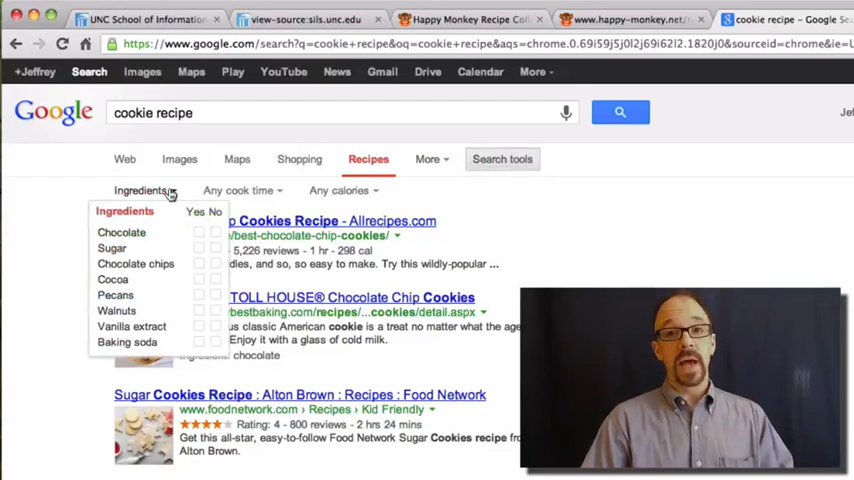 UNC School of Information view-source:sils.unc.edu Happy Monkey Recipe Coll www.happy-monkey.net/r cookie recipe - Google Sea
https://www.google.com/search?q=cookie+recipe&oq=cookie+recipe&aqs=chrome.0.69i59j5j0l2j69i62l2.1820j0&sourceid=chrome&ie=U
+Jeffrey Search Images Maps Play YouTube News Gmail Drive Calendar More
Google cookie recipe Jef
Web Images Maps Shopping Recipes More Search tools
Ingredients Any cook time Any calories
Ingredients Yes No
Chocolate
Sugar
Chocolate chips
Cocoa
Pecans
Walnuts
Vanilla extract
Baking soda
p Cookies Recipe - Allrecipes.com
e/best-chocolate-chip-cookies/
5,226 reviews - 1 hr - 298 cal
dles, and so, so easy to make. Try this wildly-popular ...
TOLL HOUSE® Chocolate Chip Cookies
ybestbaking.com/recipes/...cookies/detail.aspx
us classic American cookie is a treat no matter what the age
Enjoy it with a glass of cold milk.
chocolate
Sugar Cookies Recipe : Alton Brown : Recipes : Food Network
www.foodnetwork.com › Recipes › Kid Friendly
Rating: 4 - 800 reviews - 2 hrs 24 mins
Get this all-star, easy-to-follow Food Network Sugar Cookies recipe fro
Alton Brown.